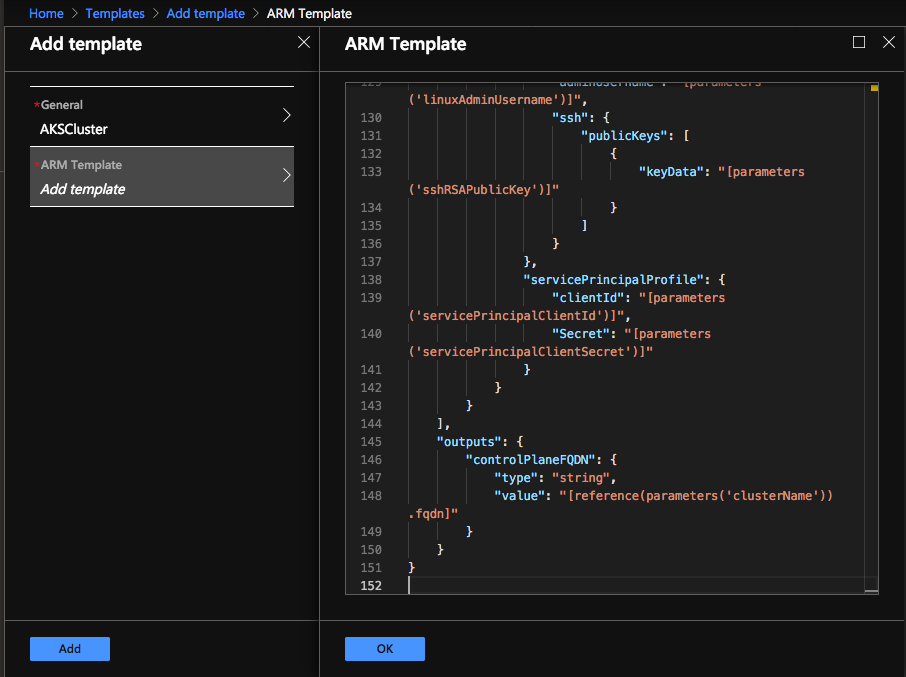 Home > Templates > Add template > ARM Template
Add template
*General
AKSCluster
*ARM Template
Add template
Add
ARM Template
129 "adminUsername": "[parameters
('linuxAdminUsername')]",
130 "ssh": {
131 "publicKeys": [
132 {
133 "keyData": "[parameters
('sshRSAPublicKey')]"
134 }
135 ]
136 }
137 },
138 "servicePrincipalProfile": {
139 "clientId": "[parameters
('servicePrincipalClientId')]",
140 "Secret": "[parameters
('servicePrincipalClientSecret')]"
141 }
142 }
143 }
144 ],
145 "outputs": {
146 "controlPlaneFQDN": {
147 "type": "string",
148 "value": "[reference(parameters('clusterName'))
.fqdn]"
149 }
150 }
151 }
152
OK